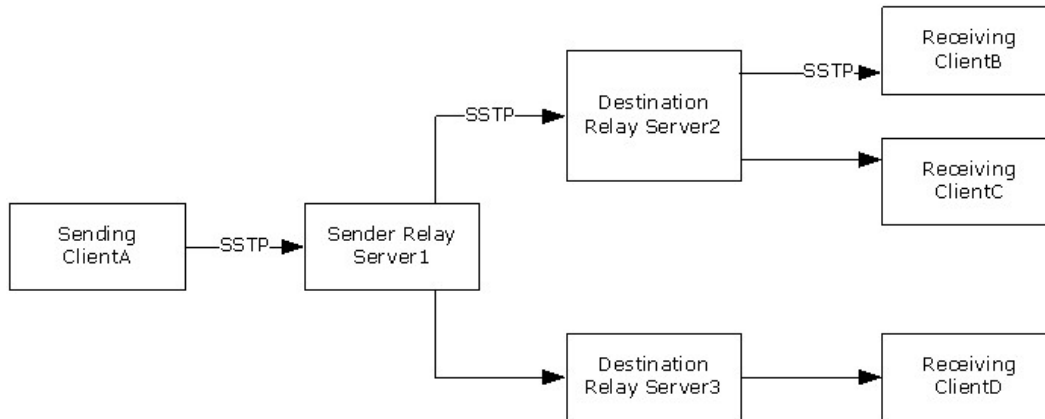 Sending
ClientA
SSTP
Sender Relay
Server1
SSTP
Destination
Relay Server2
SSTP
Receiving
ClientB
Receiving
ClientC
Destination
Relay Server3
Receiving
ClientD